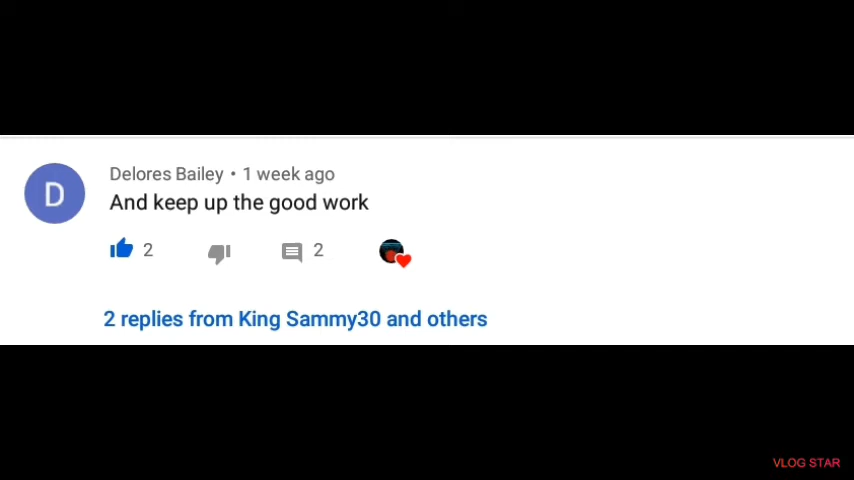 D
Delores Bailey • 1 week ago
And keep up the good work
2
2
2 replies from King Sammy30 and others
VLOG STAR